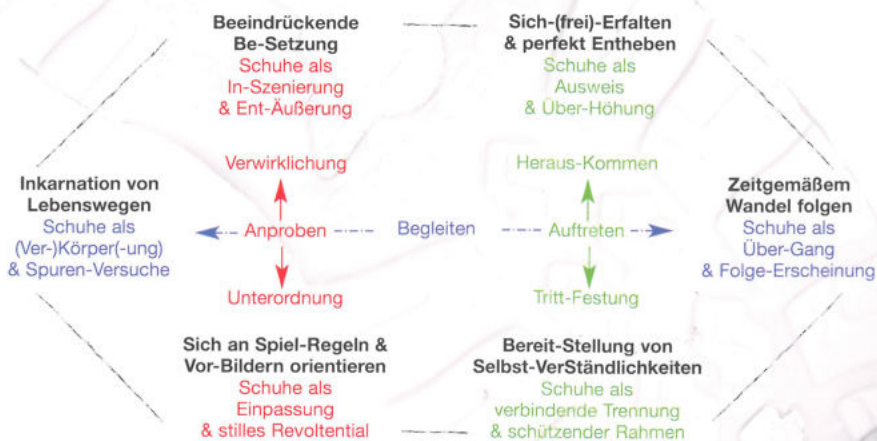 Beeindrückende
Be-Setzung
Schuhe als
In-Szenierung
& Ent-Äußerung
Sich-(frei)-Erfalten
& perfekt Entheben
Schuhe als
Ausweis
& Über-Höhung
Verwirklichung
Heraus-Kommen
Inkarnation von
Lebenswegen
Schuhe als
(Ver-)Körper(-ung)
& Spuren-Versuche
Anproben
Begleiten
Auftreten
Zeitgemäßem
Wandel folgen
Schuhe als
Über-Gang
& Folge-Erscheinung
Unterordnung
Tritt-Festung
Sich an Spiel-Regeln &
Vor-Bildern orientieren
Schuhe als
Einpassung
& stilles Revoltential
Bereit-Stellung von
Selbst-VerStändlichkeiten
Schuhe als
verbindende Trennung
& schützender Rahmen